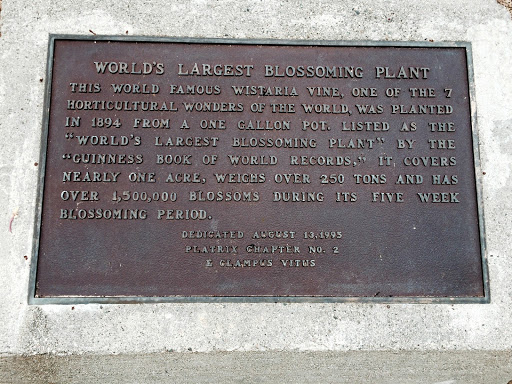 WORLD'S LARGEST BLOSSOMING PLANT
THIS WORLD FAMOUS WISTARIA VINE, ONE OF THE 7
HORTICULTURAL WONDERS OF THE WORLD, WAS PLANTED
IN 1894 FROM A ONE GALLON POT. LISTED AS THE
"WORLD'S LARGEST BLOSSOMING PLANT" BY THE
"GUINNESS BOOK OF WORLD RECORDS," IT, COVERS
NEARLY ONE ACRE, WEIGHS OVER 250 TONS AND HAS
OVER 1,500,000 BLOSSOMS DURING ITS FIVE WEEK
BLOSSOMING PERIOD.
DEDICATED AUGUST 13, 1993
PLATRIX CHAPTER NO. 2
E CLAMPUS VITUS